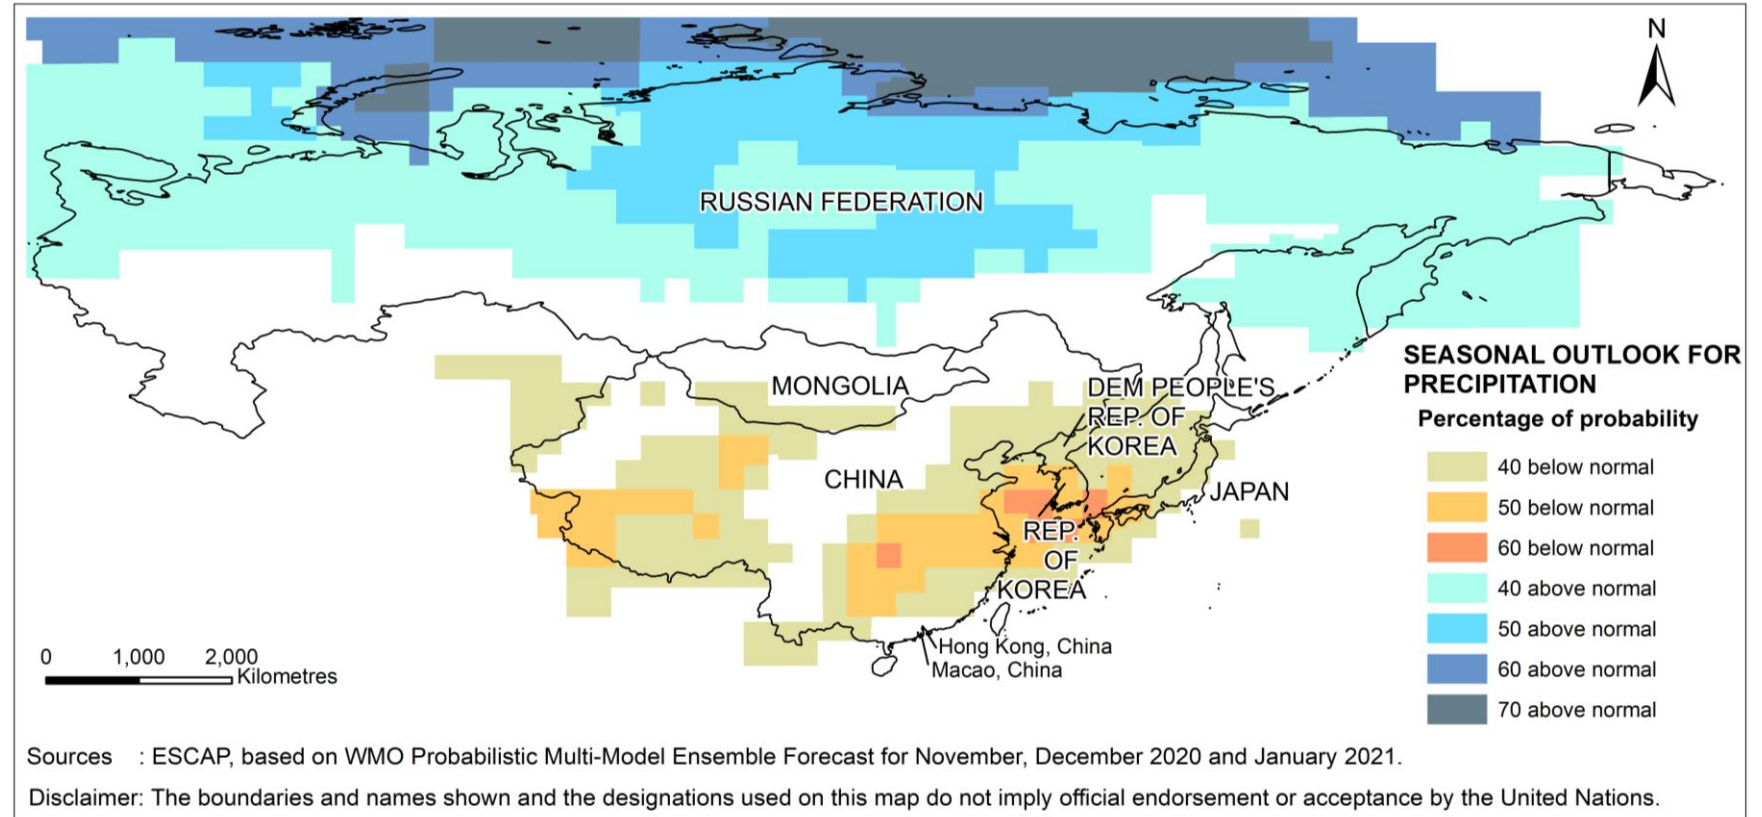 N
RUSSIAN FEDERATION
MONGOLIA
DEM PEOPLE'S
REP. OF
KOREA
CHINA
JAPAN
REP.
OF
KOREA
Hong Kong, China
Macao, China
0 1,000 2,000
Kilometres
SEASONAL OUTLOOK FOR
PRECIPITATION
Percentage of probability
40 below normal
50 below normal
60 below normal
40 above normal
50 above normal
60 above normal
70 above normal
Sources : ESCAP, based on WMO Probabilistic Multi-Model Ensemble Forecast for November, December 2020 and January 2021.
Disclaimer: The boundaries and names shown and the designations used on this map do not imply official endorsement or acceptance by the United Nations.